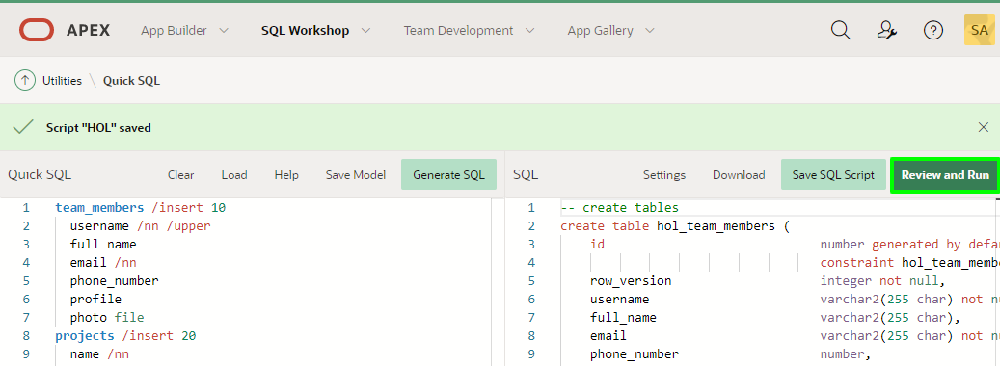 APEX App Builder SQL Workshop Team Development App Gallery SA
Utilities \ Quick SQL
Script "HOL" saved
Quick SQL Clear Load Help Save Model Generate SQL
1 team_members /insert 10
2 username /nn /upper
3 full name
4 email /nn
5 phone_number
6 profile
7 photo file
8 projects /insert 20
9 name /nn
SQL Settings Download Save SQL Script Review and Run
1 -- create tables
2 create table hol_team_members (
3 id number generated by defau
4 constraint hol_team_membe
5 row_version integer not null,
6 username varchar2(255 char) not nu
7 full_name varchar2(255 char),
8 email varchar2(255 char) not nu
9 phone_number number,